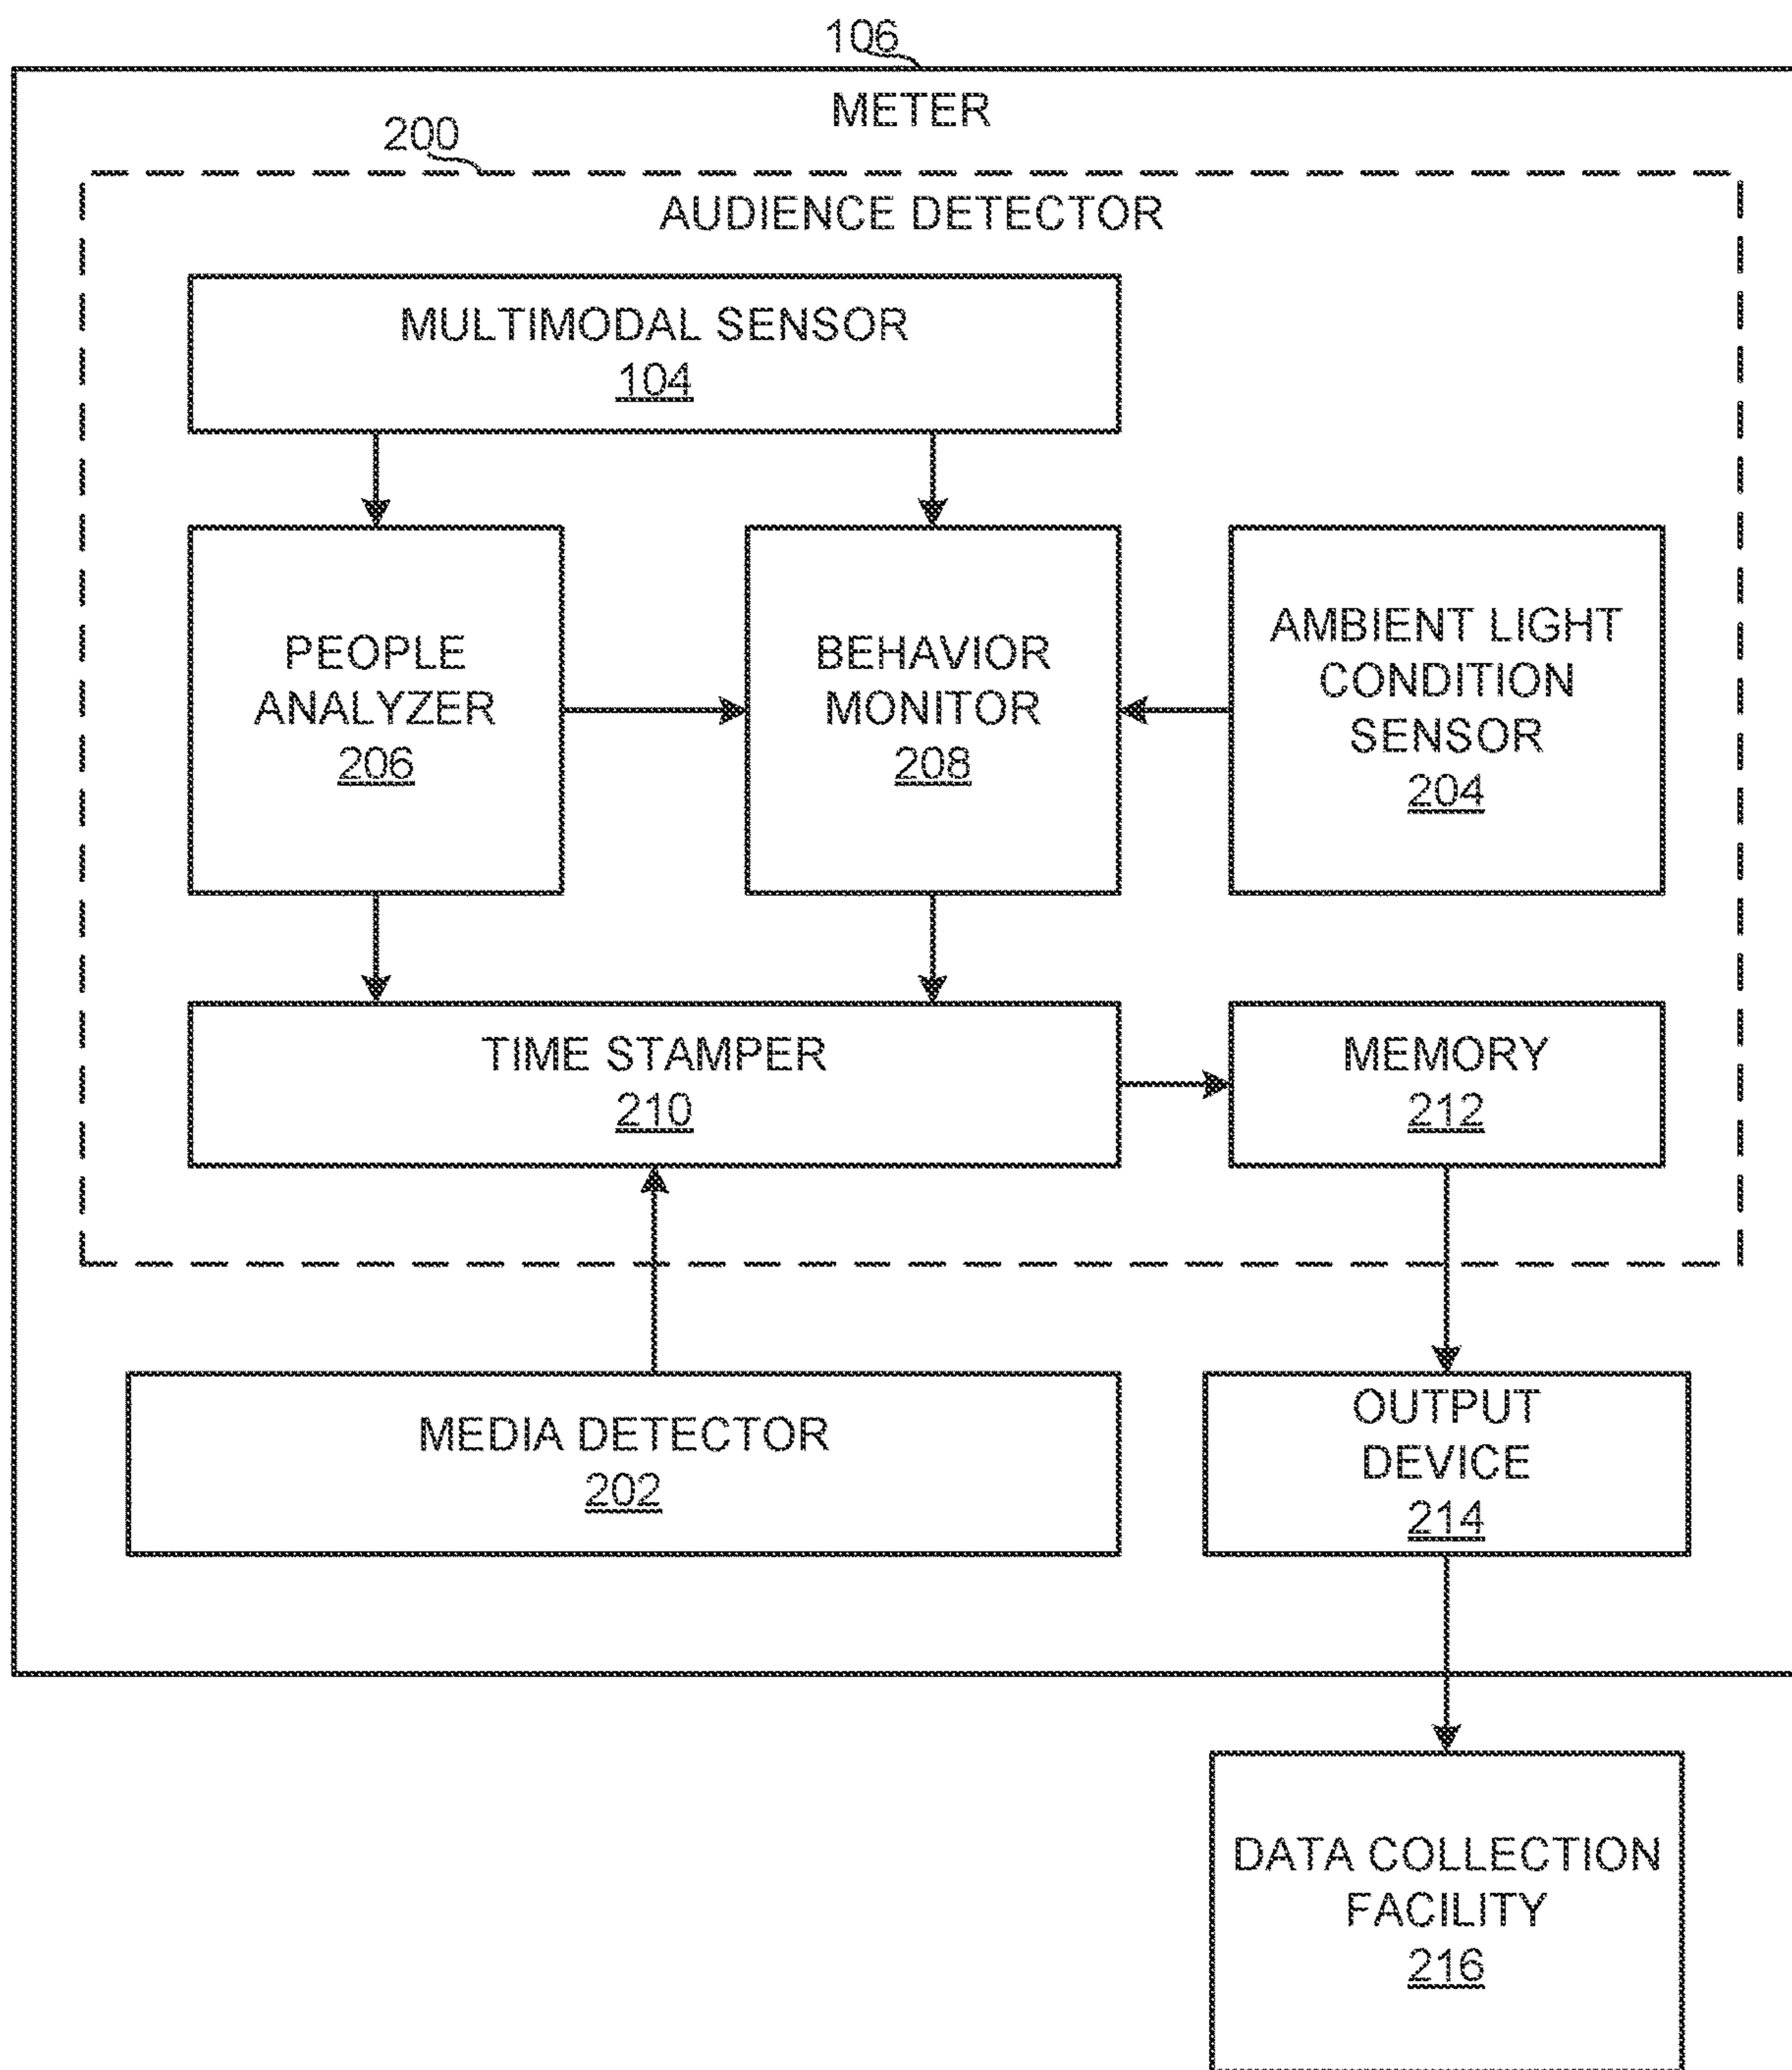 106
METER
200
AUDIENCE DETECTOR
MULTIMODAL SENSOR
104
PEOPLE
ANALYZER
206
BEHAVIOR
MONITOR
208
AMBIENT LIGHT
CONDITION
SENSOR
204
TIME STAMPER
210
MEMORY
212
MEDIA DETECTOR
202
OUTPUT
DEVICE
214
DATA COLLECTION
FACILITY
216